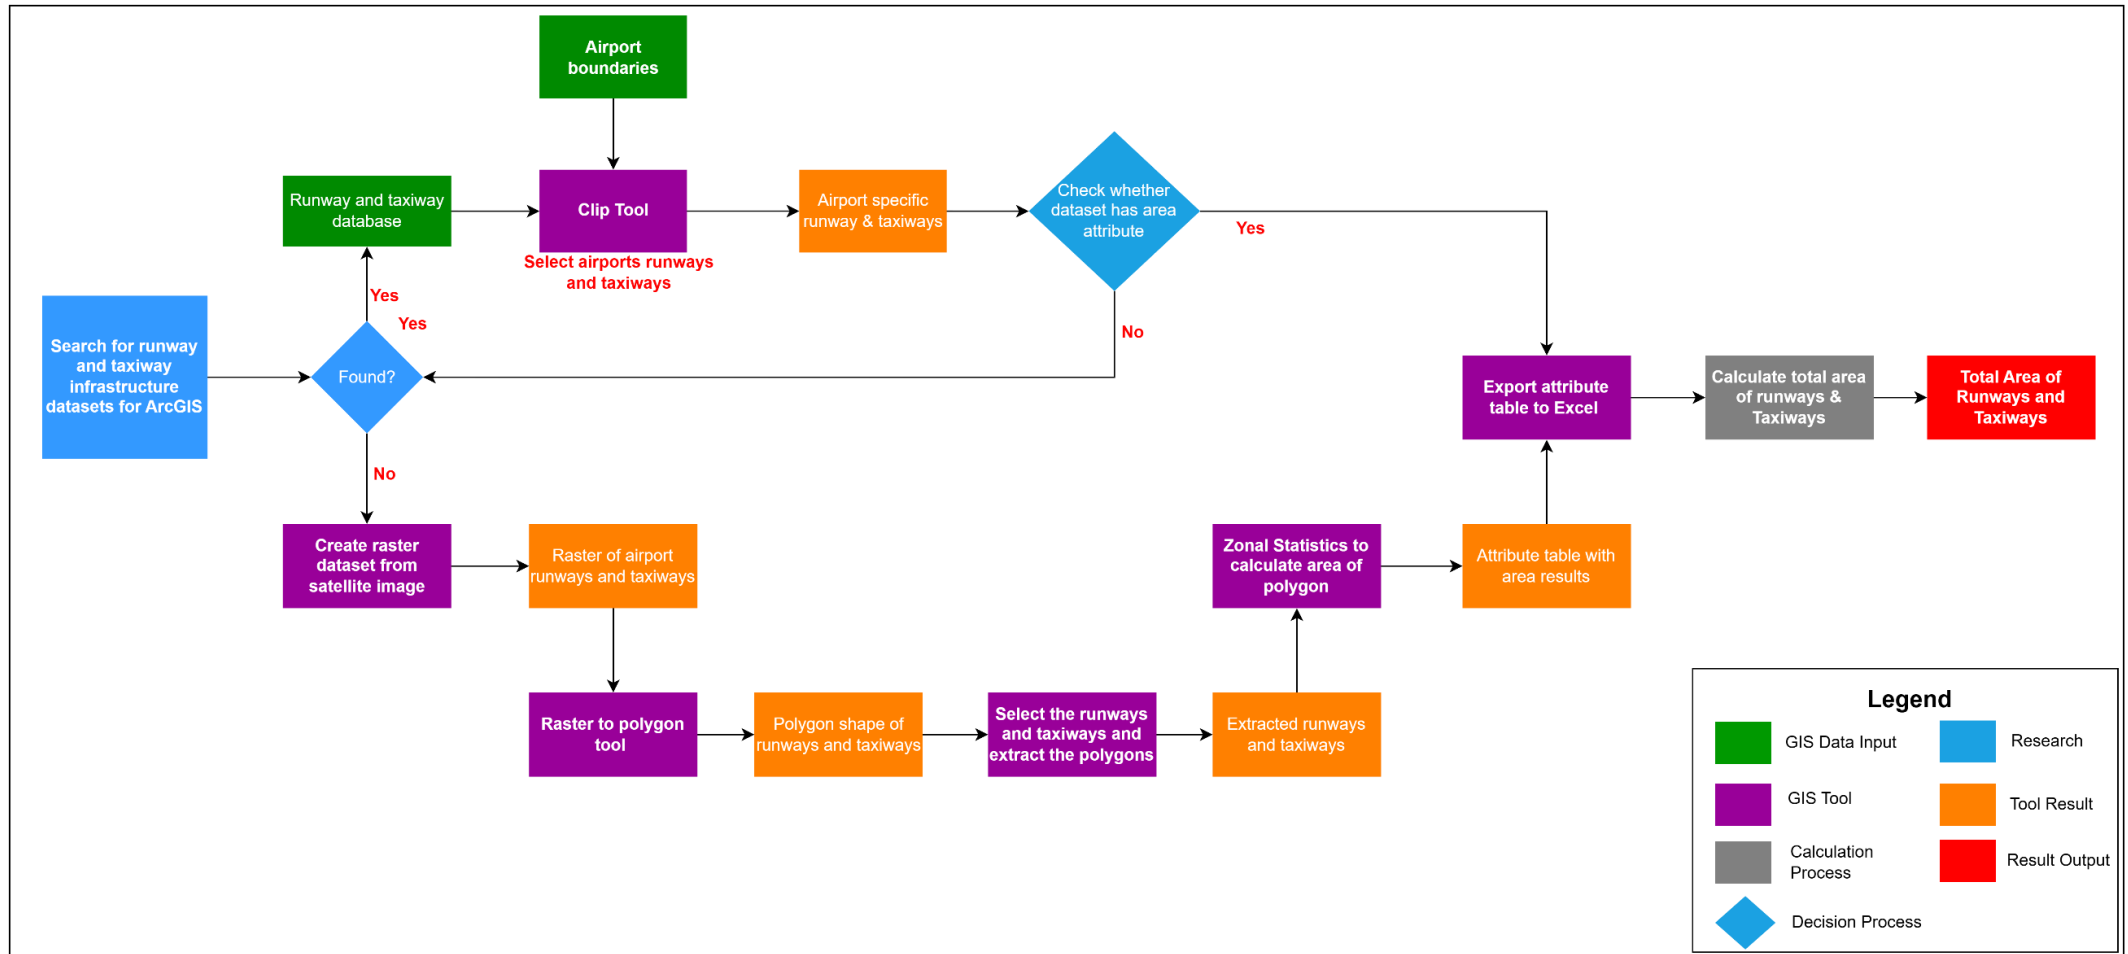 Airport
boundaries
Runway and taxiway
database
Clip Tool
Select airports runways
and taxiways
Airport specific
runway & taxiways
Check whether
dataset has area
attribute
Yes
No
Yes
Yes
Search for runway
and taxiway
infrastructure
datasets for ArcGIS
Found?
No
Export attribute
table to Excel
Calculate total area
of runways &
Taxiways
Total Area of
Runways and
Taxiways
Create raster
dataset from
satellite image
Raster of airport
runways and taxiways
Zonal Statistics to
calculate area of
polygon
Attribute table with
area results
Raster to polygon
tool
Polygon shape of
runways and taxiways
Select the runways
and taxiways and
extract the polygons
Extracted runways
and taxiways
Legend
GIS Data Input
Research
GIS Tool
Tool Result
Calculation
Process
Result Output
Decision Process